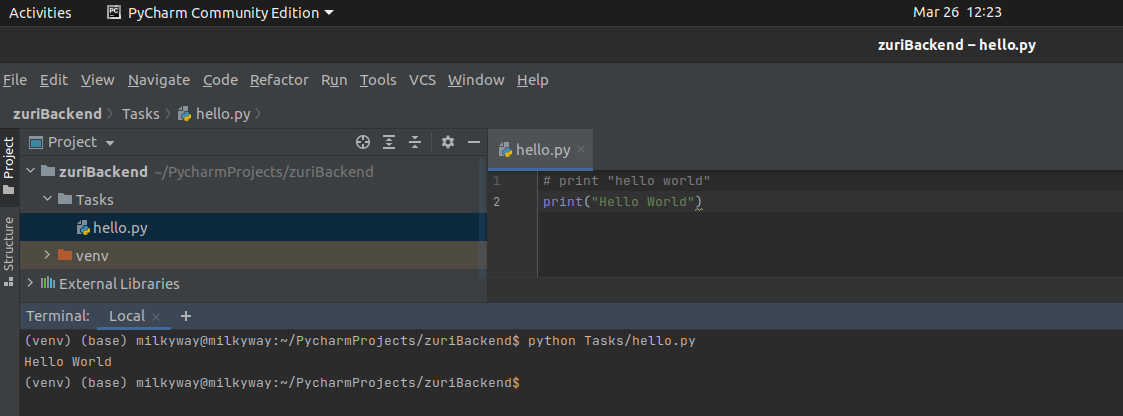 Activities PyCharm Community Edition Mar 26 12:23
zuriBackend – hello.py
File Edit View Navigate Code Refactor Run Tools VCS Window Help
zuriBackend Tasks hello.py
Project
Project
hello.py
zuriBackend ~/PycharmProjects/zuriBackend
1 # print "hello world"
Tasks
2 print("Hello World")
hello.py
Structure
venv
External Libraries
Terminal: Local +
(venv) (base) milkyway@milkyway:~/PycharmProjects/zuriBackend$ python Tasks/hello.py
Hello World
(venv) (base) milkyway@milkyway:~/PycharmProjects/zuriBackend$